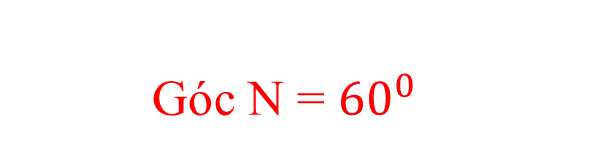 Góc N = 60⁰